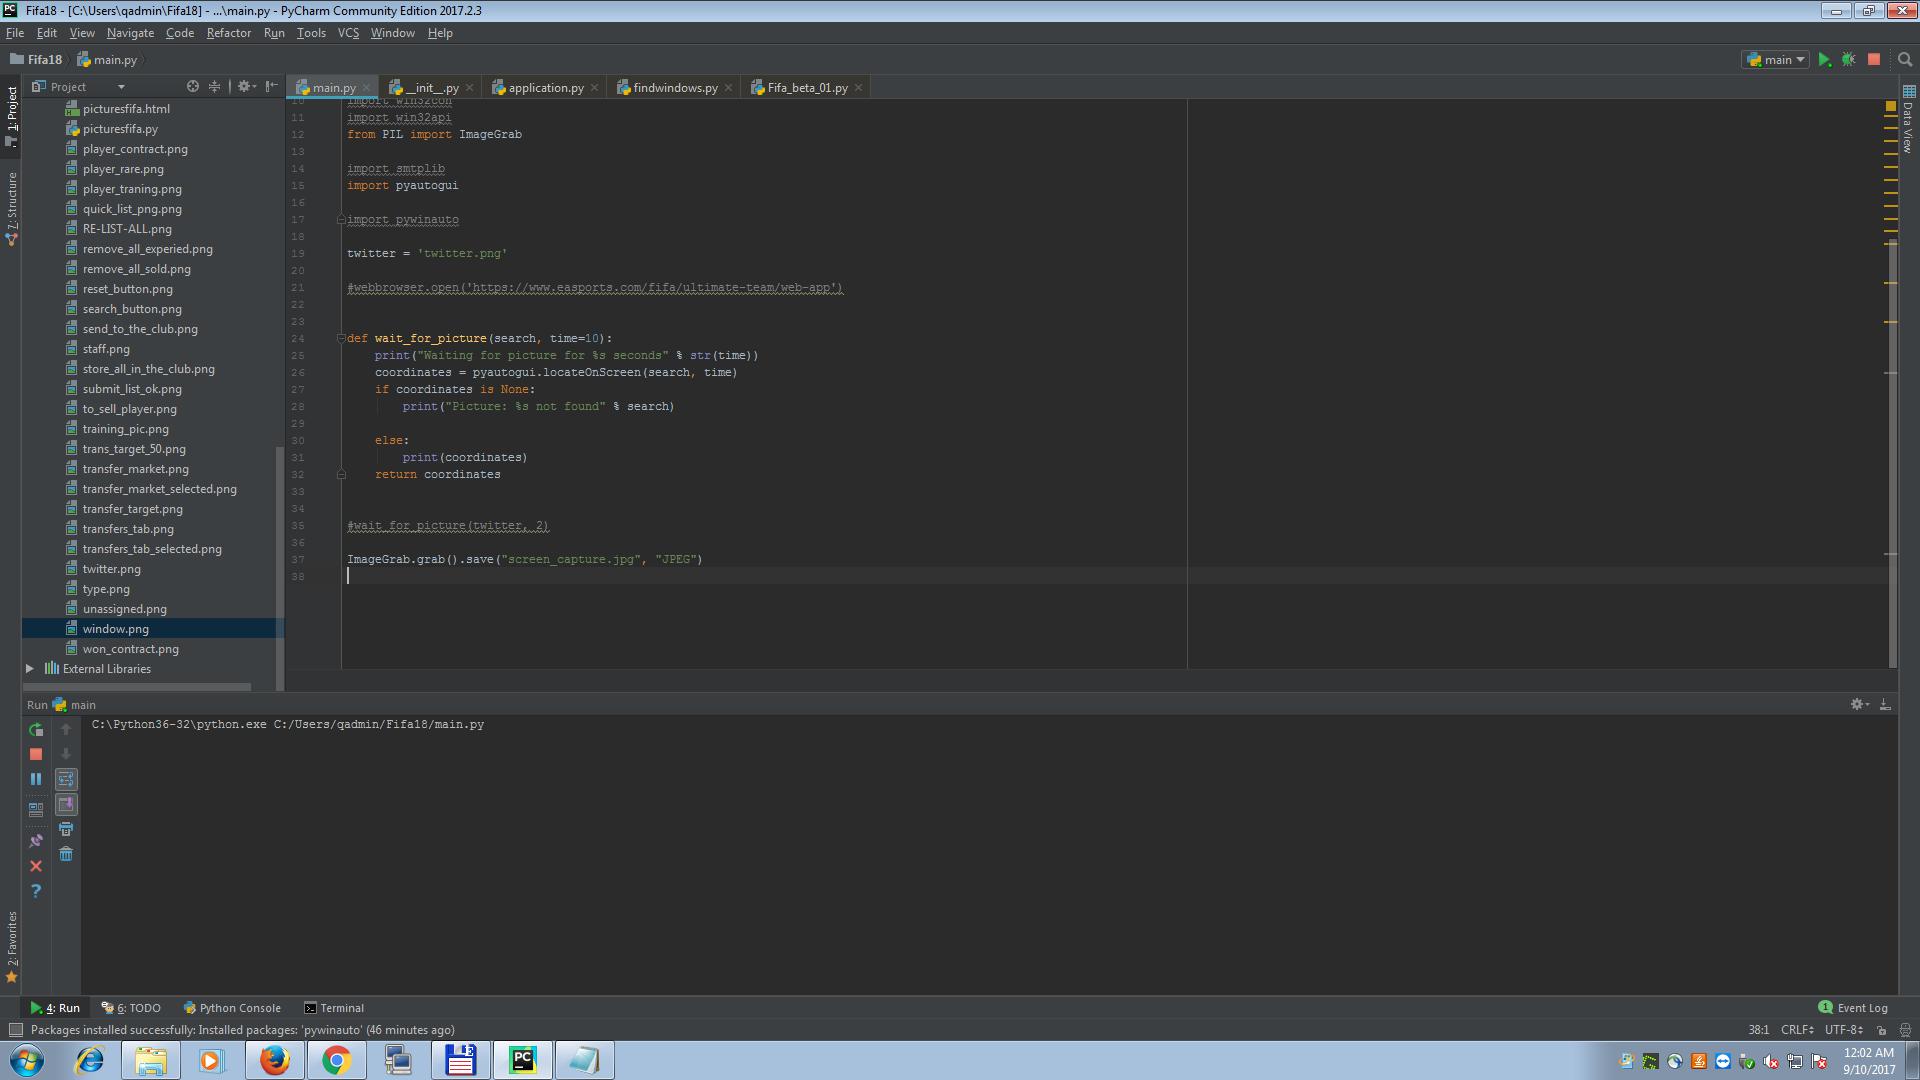 Fifa18 - [C:\Users\qadmin\Fifa18] - ...\main.py - PyCharm Community Edition 2017.2.3
File Edit View Navigate Code Refactor Run Tools VCS Window Help
Fifa18 main.py main
Project
main.py __init__.py application.py findwindows.py Fifa_beta_01.py
1: Project
7: Structure
2: Favorites
Data View
picturesfifa.html
picturesfifa.py
player_contract.png
player_rare.png
player_traning.png
quick_list_png.png
RE-LIST-ALL.png
remove_all_experied.png
remove_all_sold.png
reset_button.png
search_button.png
send_to_the_club.png
staff.png
store_all_in_the_club.png
submit_list_ok.png
to_sell_player.png
training_pic.png
trans_target_50.png
transfer_market.png
transfer_market_selected.png
transfer_target.png
transfers_tab.png
transfers_tab_selected.png
twitter.png
type.png
unassigned.png
window.png
won_contract.png
External Libraries
10 import win32con
11 import win32api
12 from PIL import ImageGrab
13
14 import smtplib
15 import pyautogui
16
17 import pywinauto
18
19 twitter = 'twitter.png'
20
21 #webbrowser.open('https://www.easports.com/fifa/ultimate-team/web-app')
22
23
24 def wait_for_picture(search, time=10):
25 print("Waiting for picture for %s seconds" % str(time))
26 coordinates = pyautogui.locateOnScreen(search, time)
27 if coordinates is None:
28 print("Picture: %s not found" % search)
29
30 else:
31 print(coordinates)
32 return coordinates
33
34
35 #wait_for_picture(twitter, 2)
36
37 ImageGrab.grab().save("screen_capture.jpg", "JPEG")
38
Run main
C:\Python36-32\python.exe C:/Users/qadmin/Fifa18/main.py
4: Run 6: TODO Python Console Terminal 1 Event Log
Packages installed successfully: Installed packages: 'pywinauto' (46 minutes ago) 38:1 CRLF UTF-8
12:02 AM
9/10/2017